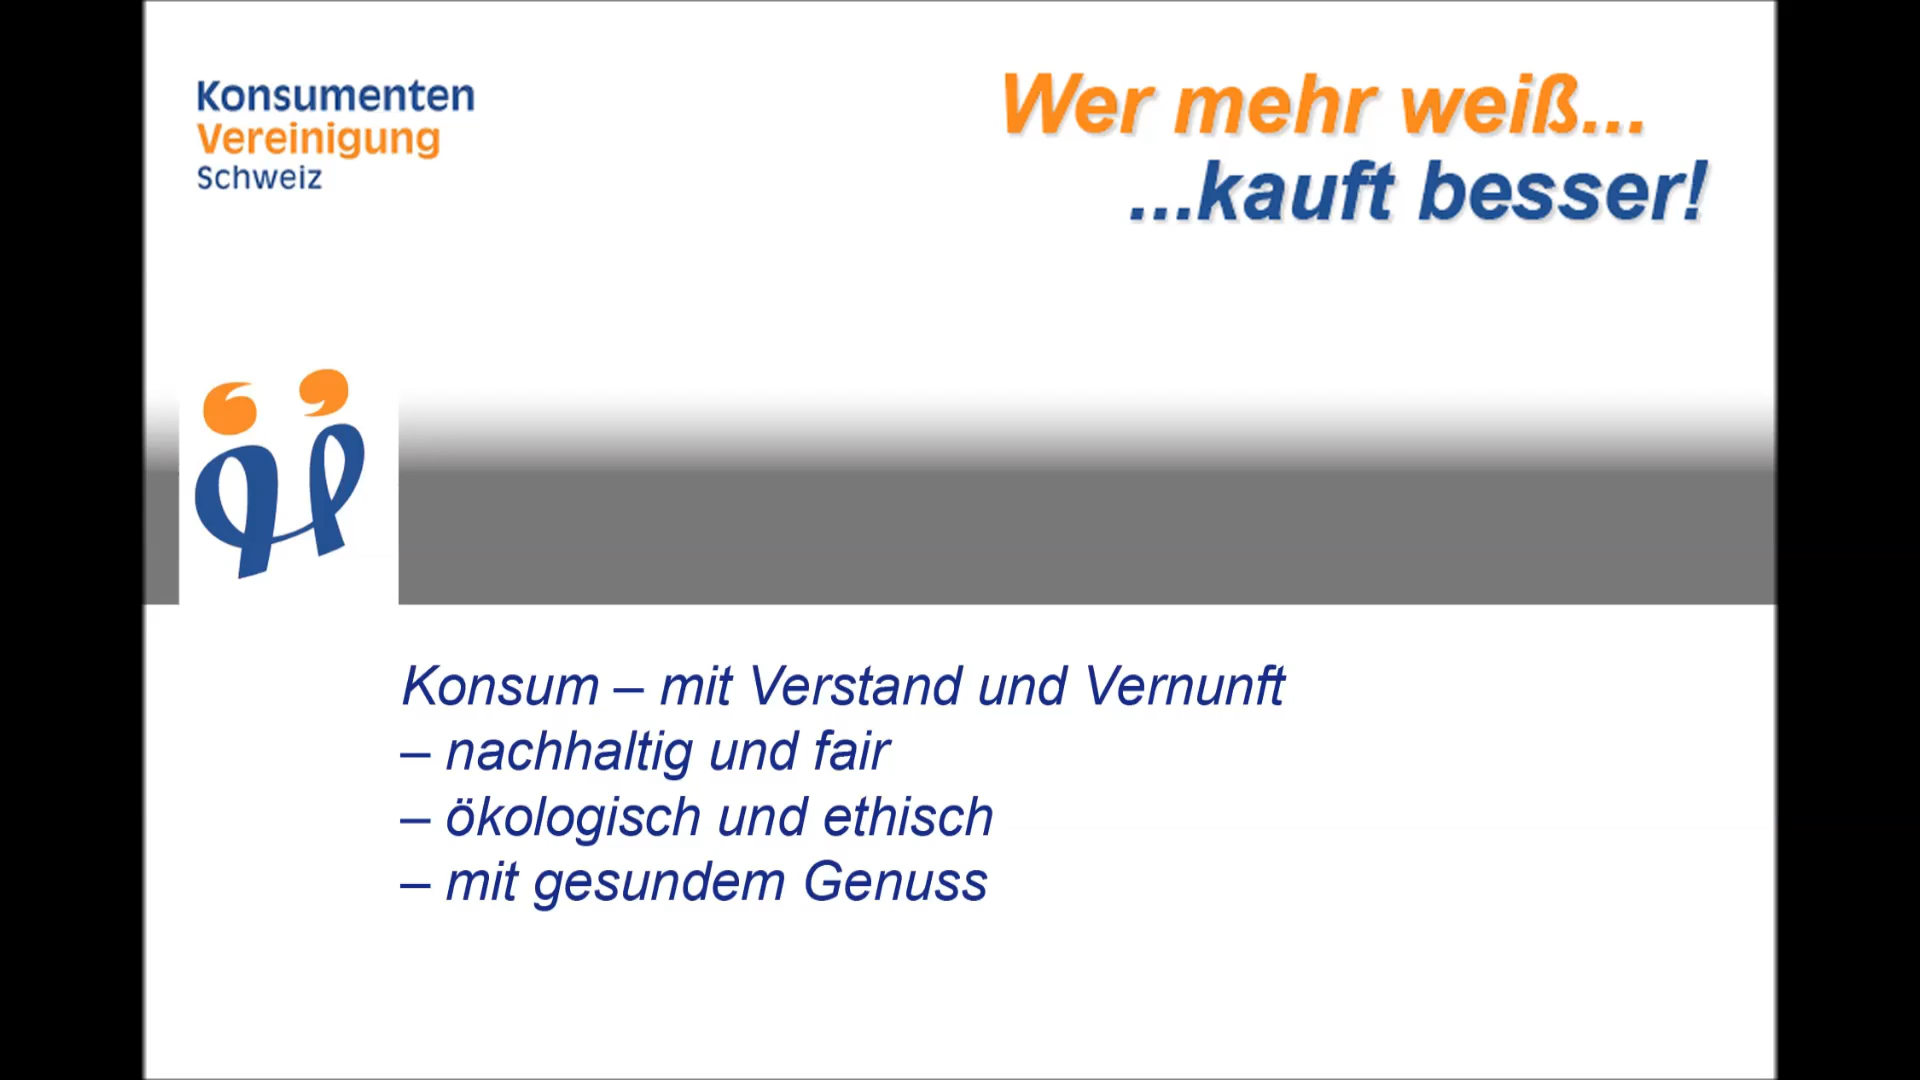 Konsumenten
Vereinigung
Schweiz
Wer mehr weiß...
...kauft besser!
Konsum – mit Verstand und Vernunft
– nachhaltig und fair
– ökologisch und ethisch
– mit gesundem Genuss